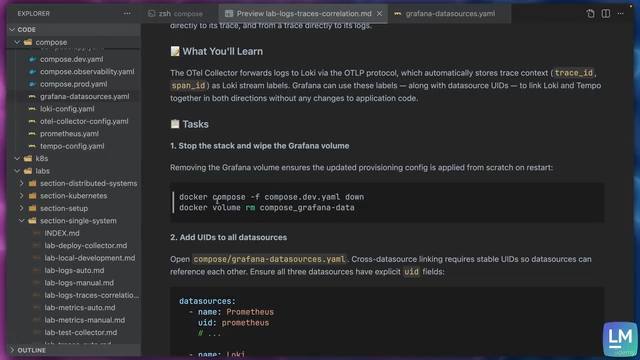 EXPLORER
zsh compose
Preview lab-logs-traces-correlation.md
grafana-datasources.yaml
CODE
compose
compose.dev.yaml
compose.observability.yaml
compose.prod.yaml
grafana-datasources.yaml
loki-config.yaml
otel-collector-config.yaml
prometheus.yaml
tempo-config.yaml
k8s
labs
section-distributed-systems
section-kubernetes
section-setup
section-single-system
INDEX.md
lab-deploy-collector.md
lab-local-development.md
lab-logs-auto.md
lab-logs-manual.md
lab-logs-traces-correlatio...
lab-metrics-auto.md
lab-metrics-manual.md
lab-test-collector.md
OUTLINE
directly to its trace, and from a trace directly to its logs.
What You'll Learn
The OTel Collector forwards logs to Loki via the OTLP protocol, which automatically stores trace context (trace_id,
span_id) as Loki stream labels. Grafana can use these labels — along with datasource UIDs — to link Loki and Tempo
together in both directions without any changes to application code.
Tasks
1. Stop the stack and wipe the Grafana volume
Removing the Grafana volume ensures the updated provisioning config is applied from scratch on restart:
docker compose -f compose.dev.yaml down
docker volume rm compose_grafana-data
2. Add UIDs to all datasources
Open compose/grafana-datasources.yaml. Cross-datasource linking requires stable UIDs so datasources can
reference each other. Ensure all three datasources have explicit uid fields:
datasources:
- name: Prometheus
uid: prometheus
# ...
- name: Loki
LM